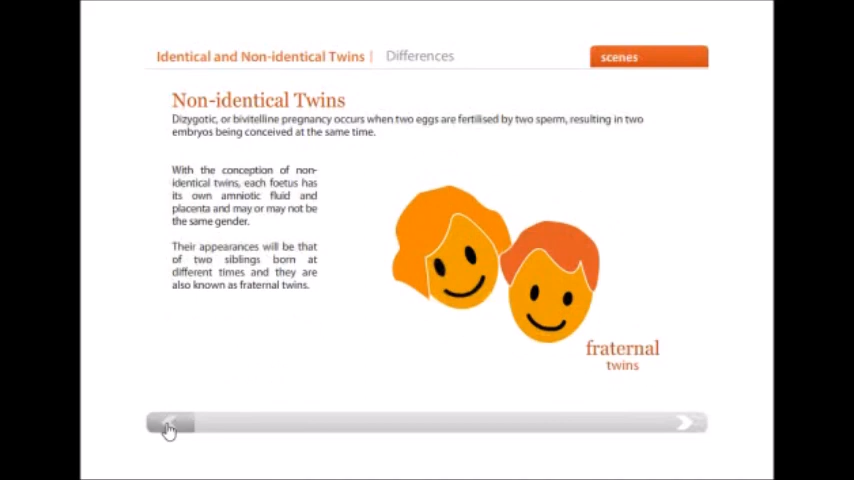 Identical and Non-identical Twins | Differences
scenes
Non-identical Twins
Dizygotic, or bivitelline pregnancy occurs when two eggs are fertilised by two sperm, resulting in two
embryos being conceived at the same time.
With the conception of non-
identical twins, each foetus has
its own amniotic fluid and
placenta and may or may not be
the same gender.
Their appearances will be that
of two siblings born at
different times and they are
also known as fraternal twins.
fraternal
twins